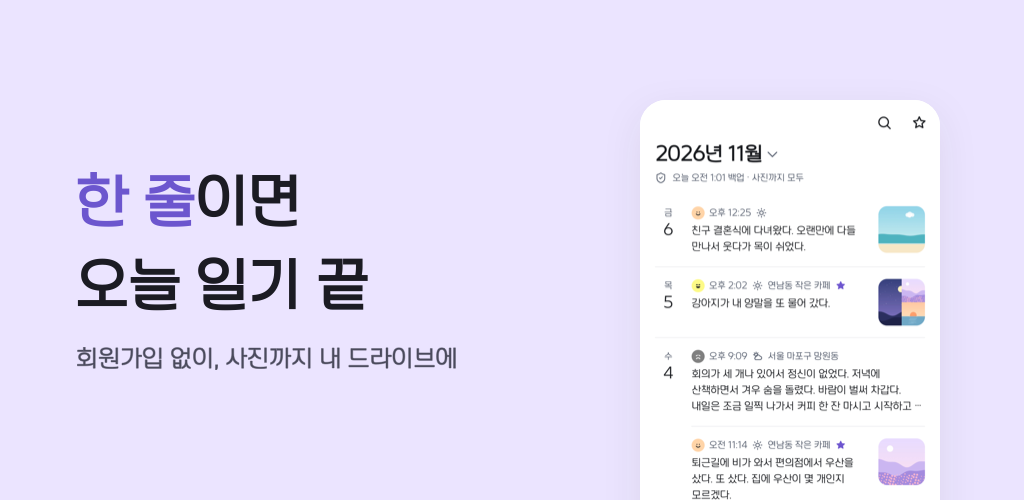 한 줄이면
오늘 일기 끝
회원가입 없이, 사진까지 내 드라이브에
2026년 11월
오늘 오전 1:01 백업 · 사진까지 모두
금
6
오후 12:25
친구 결혼식에 다녀왔다. 오랜만에 다들
만나서 웃다가 목이 쉬었다.
목
5
오후 2:02 연남동 작은 카페
강아지가 내 양말을 또 물어 갔다.
수
4
오후 9:09 서울 마포구 망원동
회의가 세 개나 있어서 정신이 없었다. 저녁에
산책하면서 겨우 숨을 돌렸다. 바람이 벌써 차갑다.
내일은 조금 일찍 나가서 커피 한 잔 마시고 시작하고 ···
오전 11:14 연남동 작은 카페
퇴근길에 비가 와서 편의점에서 우산을
샀다. 또 샀다. 집에 우산이 몇 개인지
모르겠다.